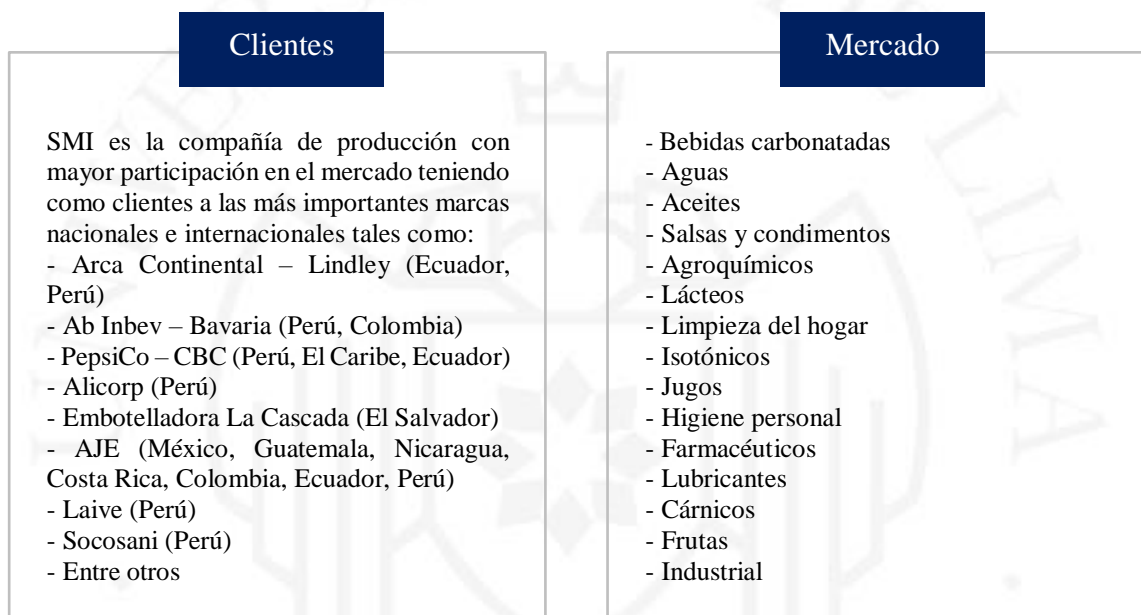 Clientes
SMI es la compañía de producción con
mayor participación en el mercado teniendo
como clientes a las más importantes marcas
nacionales e internacionales tales como:
- Arca Continental – Lindley (Ecuador,
Perú)
- Ab Inbev – Bavaria (Perú, Colombia)
- PepsiCo – CBC (Perú, El Caribe, Ecuador)
- Alicorp (Perú)
- Embotelladora La Cascada (El Salvador)
- AJE (México, Guatemala, Nicaragua,
Costa Rica, Colombia, Ecuador, Perú)
- Laive (Perú)
- Socosani (Perú)
- Entre otros
Mercado
- Bebidas carbonatadas
- Aguas
- Aceites
- Salsas y condimentos
- Agroquímicos
- Lácteos
- Limpieza del hogar
- Isotónicos
- Jugos
- Higiene personal
- Farmacéuticos
- Lubricantes
- Cárnicos
- Frutas
- Industrial
LIMA